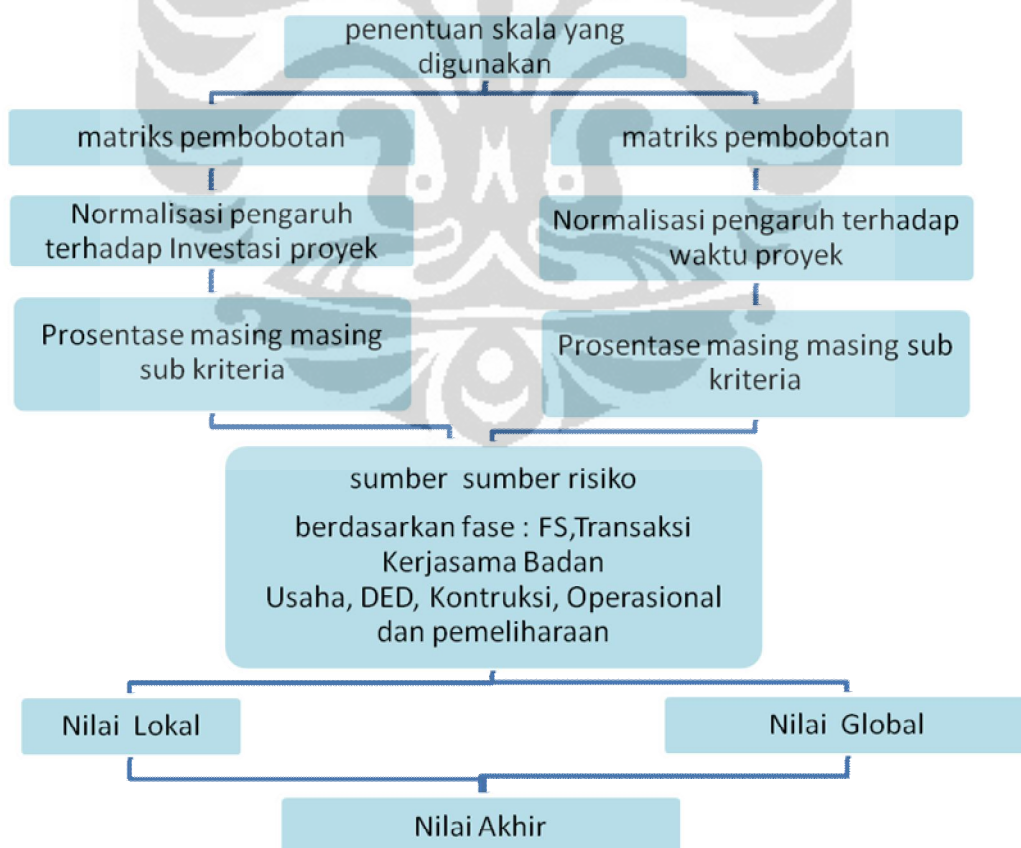 penentuan skala yang
digunakan
matriks pembobotan
matriks pembobotan
Normalisasi pengaruh
terhadap Investasi proyek
Normalisasi pengaruh terhadap
waktu proyek
Prosentase masing masing
sub kriteria
Prosentase masing masing sub
kriteria
sumber sumber risiko
berdasarkan fase : FS,Transaksi
Kerjasama Badan
Usaha, DED, Kontruksi, Operasional
dan pemeliharaan
Nilai Lokal
Nilai Global
Nilai Akhir